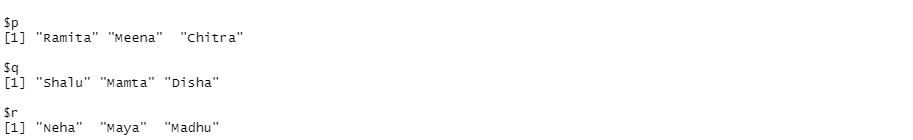 $p
[1] "Ramita" "Meena"  "Chitra"
$q
[1] "Shalu" "Mamta" "Disha"
$r
[1] "Neha"  "Maya"  "Madhu"